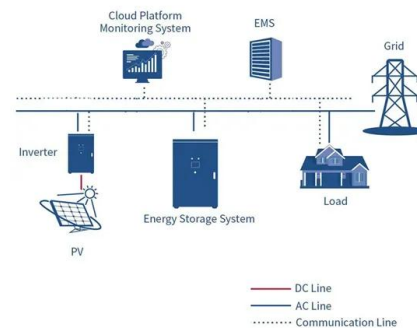 Cloud Platform
Monitoring System
EMS
Grid
Inverter
Energy Storage System
Load
PV
DC Line
AC Line
Communication Line